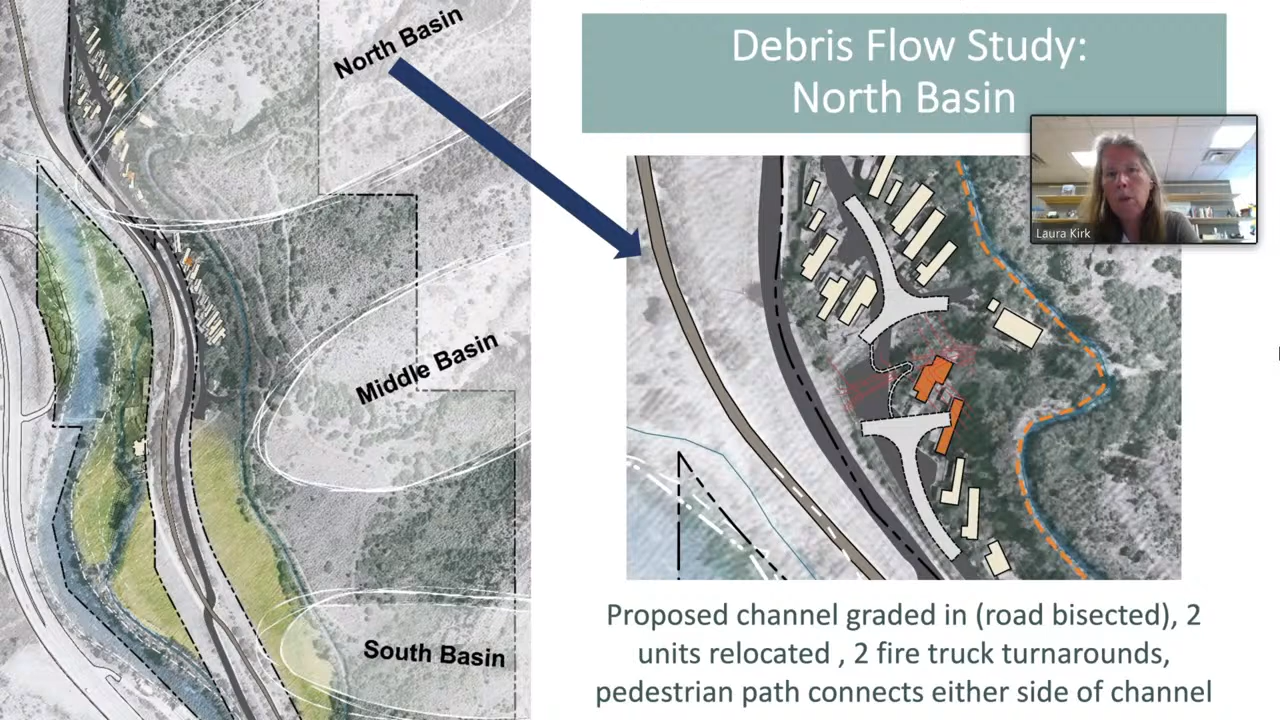 North Basin
Middle Basin
South Basin
Debris Flow Study:
North Basin
Laura Kirk
Proposed channel graded in (road bisected), 2
units relocated , 2 fire truck turnarounds,
pedestrian path connects either side of channel